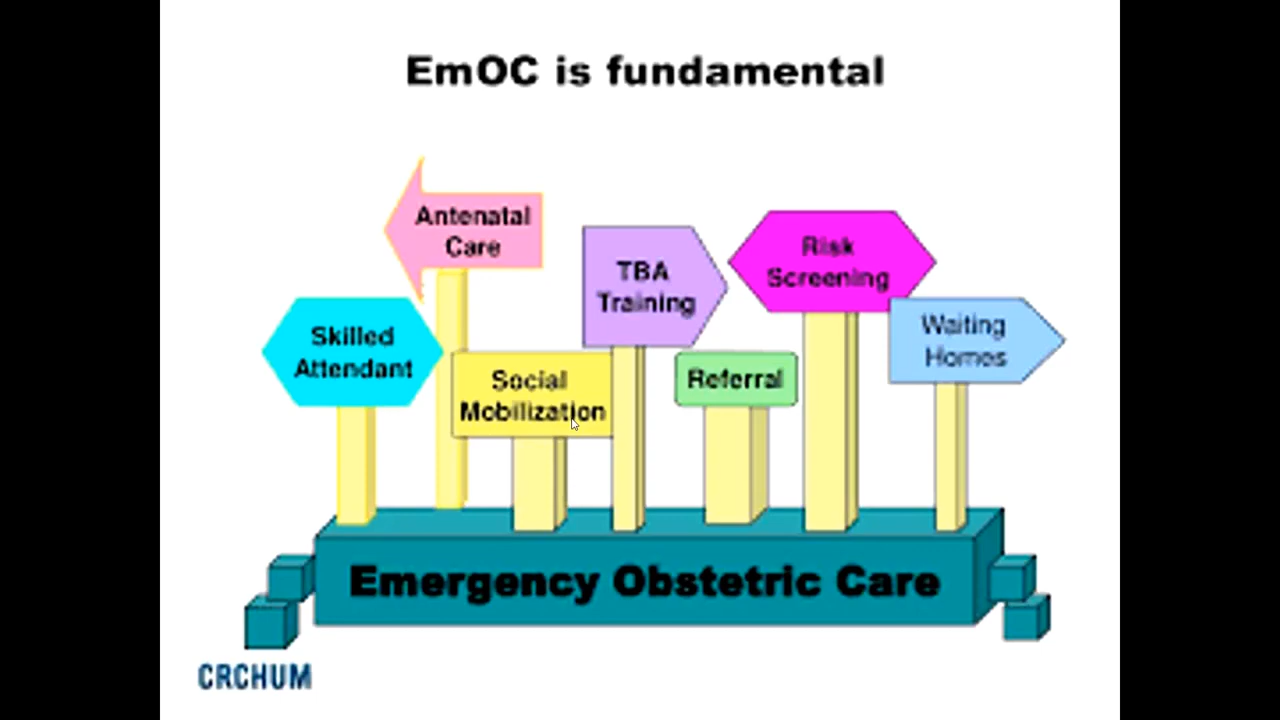 EmOC is fundamental
Antenatal
Care
TBA
Training
Risk
Screening
Skilled
Attendant
Social
Mobilization
Referral
Waiting
Homes
Emergency Obstetric Care
CRCHUM